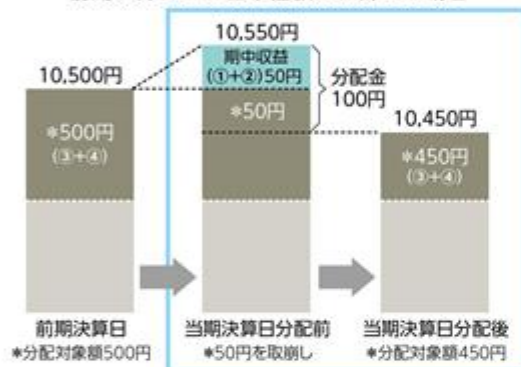 10,550円
期中収益
(①+②)50円
分配金
100円
10,500円
*50円
10,450円
*500円
(③+④)
*450円
(③+④)
前期決算日
当期決算日分配前
当期決算日分配後
*分配対象額500円
*50円を取崩し
*分配対象額450円